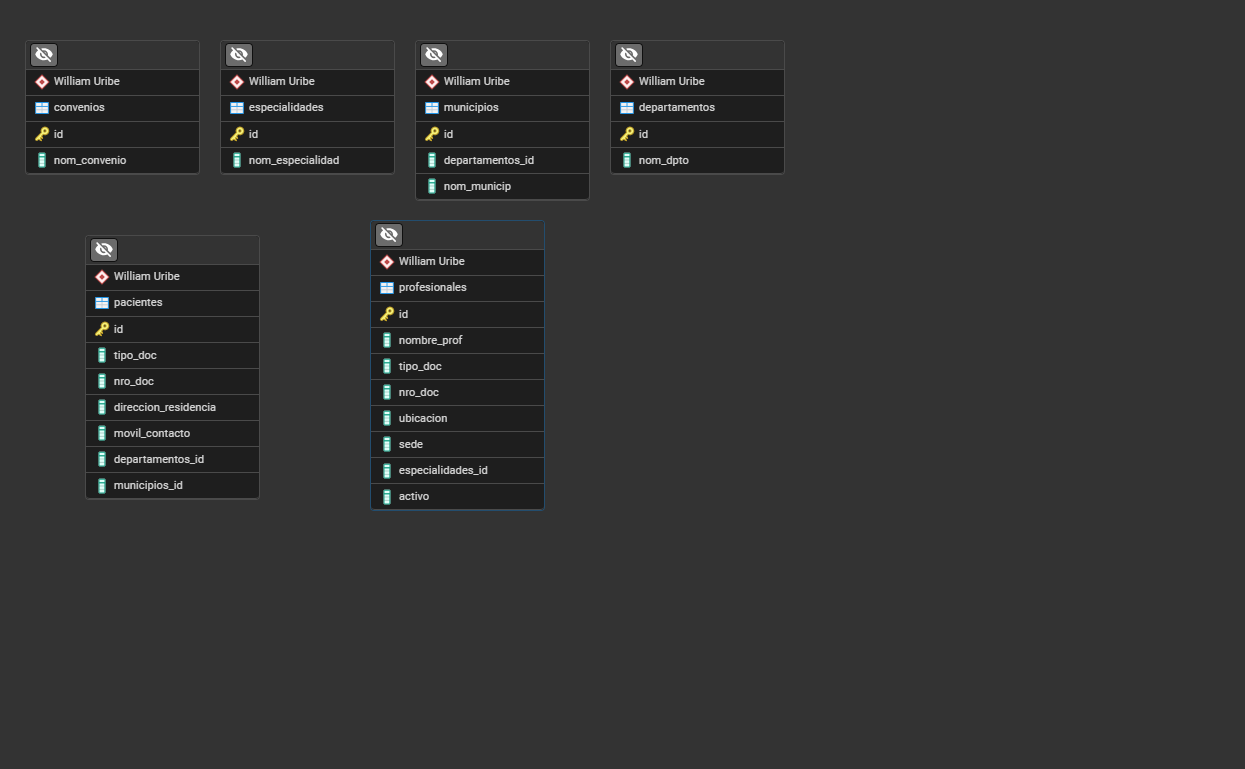 William Uribe
convenios
id
nom_convenio
William Uribe
especialidades
id
nom_especialidad
William Uribe
municipios
id
departamentos_id
nom_municip
William Uribe
departamentos
id
nom_dpto
William Uribe
pacientes
id
tipo_doc
nro_doc
direccion_residencia
movil_contacto
departamentos_id
municipios_id
William Uribe
profesionales
id
nombre_prof
tipo_doc
nro_doc
ubicacion
sede
especialidades_id
activo